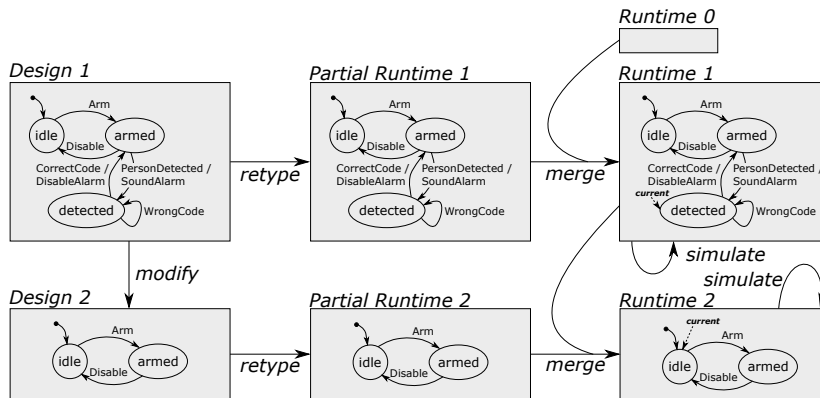 Runtime 0
Design 1
Partial Runtime 1
Runtime 1
Arm
idle
armed
Disable
CorrectCode /
DisableAlarm
PersonDetected /
SoundAlarm
detected
WrongCode
retype
Arm
idle
armed
Disable
CorrectCode /
DisableAlarm
PersonDetected /
SoundAlarm
detected
WrongCode
merge
Arm
idle
armed
Disable
CorrectCode /
DisableAlarm
PersonDetected /
SoundAlarm
current
detected
WrongCode
modify
simulate
simulate
Design 2
Partial Runtime 2
Runtime 2
Arm
idle
armed
Disable
retype
Arm
idle
armed
Disable
merge
current
Arm
idle
armed
Disable